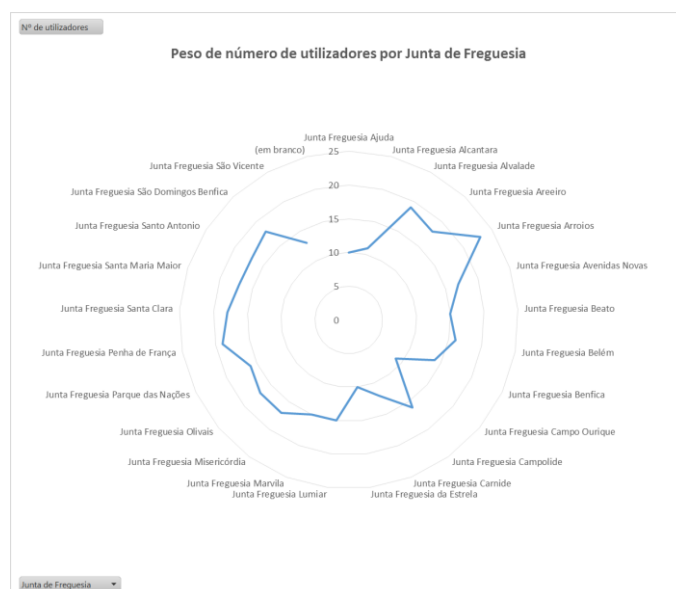 Nº de utilizadores
Peso de número de utilizadores por Junta de Freguesia
Junta Freguesia Ajuda
(em branco)
Junta Freguesia Alcantara
Junta Freguesia São Vicente
Junta Freguesia Alvalade
Junta Freguesia São Domingos Benfica
Junta Freguesia Areeiro
Junta Freguesia Santo Antonio
Junta Freguesia Arroios
Junta Freguesia Santa Maria Maior
Junta Freguesia Avenidas Novas
Junta Freguesia Santa Clara
Junta Freguesia Beato
Junta Freguesia Penha de França
Junta Freguesia Belém
Junta Freguesia Parque das Nações
Junta Freguesia Benfica
Junta Freguesia Olivais
Junta Freguesia Campo Ourique
Junta Freguesia Misericórdia
Junta Freguesia Campolide
Junta Freguesia Marvila
Junta Freguesia Carnide
Junta Freguesia Lumiar
Junta Freguesia da Estrela
25
20
15
10
5
0
Junta de Freguesia